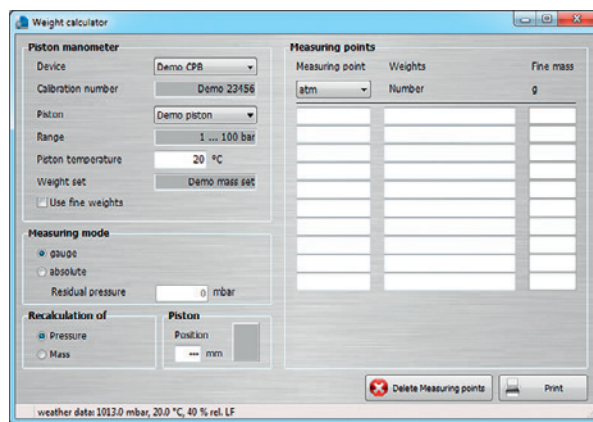 Weight calculator
Piston manometer
Device Demo CPB
Calibration number Demo 23456
Piston Demo piston
Range 1 ... 100 bar
Piston temperature 20 °C
Weight set Demo mass set
Use fine weights
Measuring mode
gauge
absolute
Residual pressure 0 mbar
Recalculation of
Pressure
Mass
Piston
Position
--- mm
Measuring points
Measuring point Weights Fine mass
atm Number g
Delete Measuring points Print
weather data: 1013.0 mbar, 20.0 °C, 40 % rel. LF